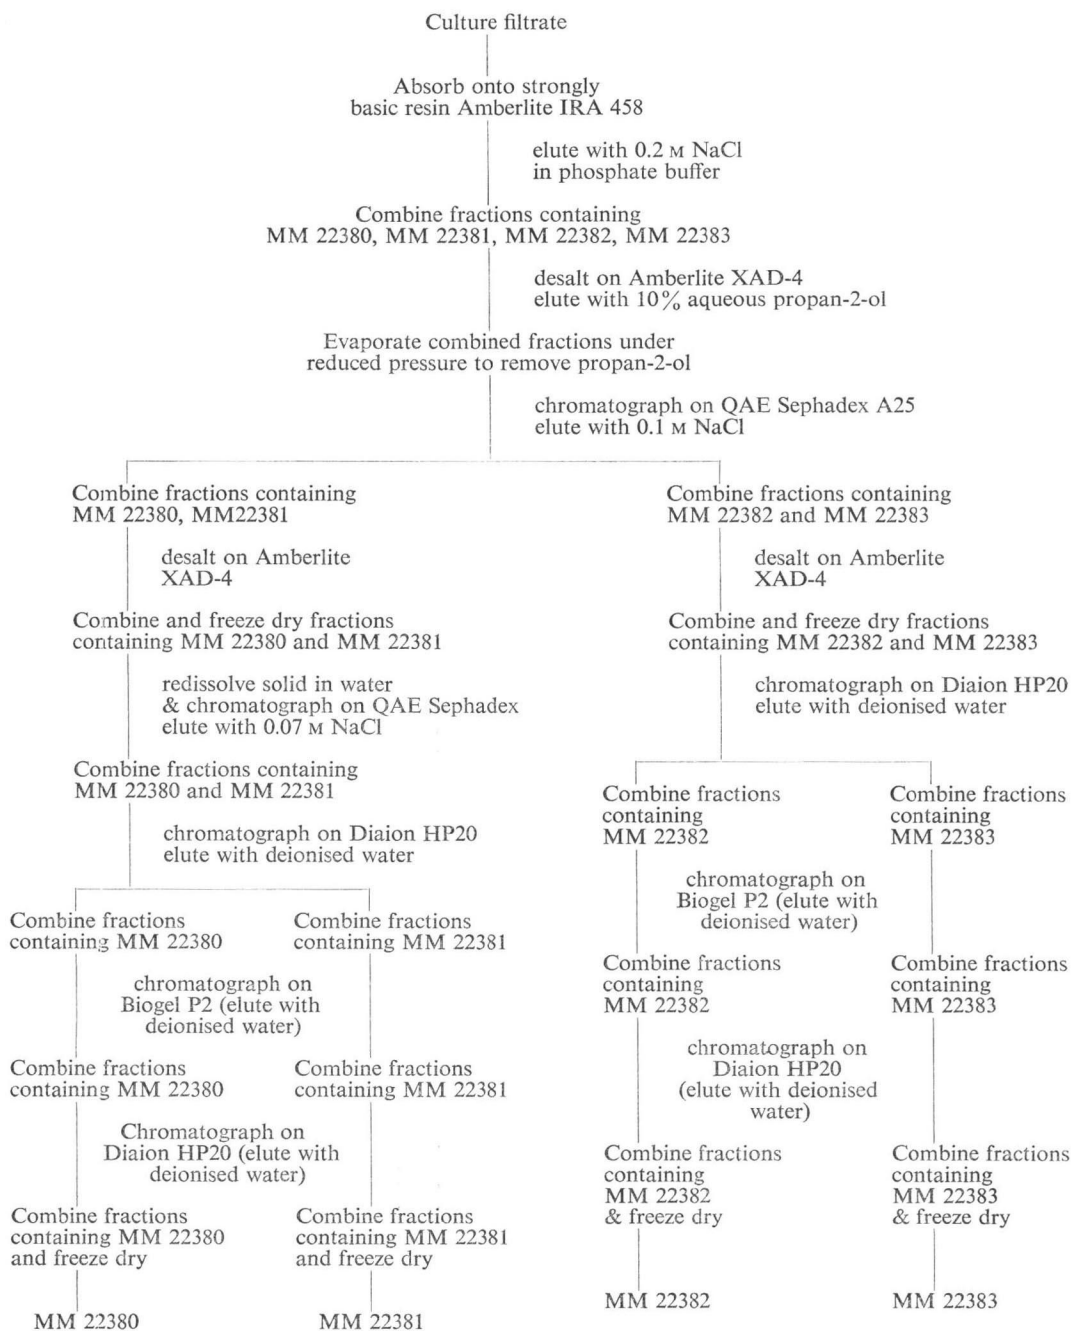 Culture filtrate
Absorb onto strongly
basic resin Amberlite IRA 458
elute with 0.2 M NaCl
in phosphate buffer
Combine fractions containing
MM 22380, MM 22381, MM 22382, MM 22383
desalt on Amberlite XAD-4
elute with 10% aqueous propan-2-ol
Evaporate combined fractions under
reduced pressure to remove propan-2-ol
chromatograph on QAE Sephadex A25
elute with 0.1 M NaCl
Combine fractions containing
MM 22380, MM22381
desalt on Amberlite
XAD-4
Combine and freeze dry fractions
containing MM 22380 and MM 22381
redissolve solid in water
& chromatograph on QAE Sephadex
elute with 0.07 M NaCl
Combine fractions containing
MM 22380 and MM 22381
chromatograph on Diaion HP20
elute with deionised water
Combine fractions
containing MM 22380
Combine fractions
containing MM 22381
chromatograph on
Biogel P2 (elute with
deionised water)
Combine fractions
containing MM 22380
Combine fractions
containing MM 22381
Chromatograph on
Diaion HP20 (elute with
deionised water)
Combine fractions
containing MM 22380
and freeze dry
Combine fractions
containing MM 22381
and freeze dry
MM 22380
MM 22381
Combine fractions containing
MM 22382 and MM 22383
desalt on Amberlite
XAD-4
Combine and freeze dry fractions
containing MM 22382 and MM 22383
chromatograph on Diaion HP20
elute with deionised water
Combine fractions
containing
MM 22382
Combine fractions
containing
MM 22383
chromatograph on
Biogel P2 (elute with
deionised water)
Combine fractions
containing
MM 22382
Combine fractions
containing
MM 22383
chromatograph on
Diaion HP20
(elute with deionised
water)
Combine fractions
containing
MM 22382
& freeze dry
Combine fractions
containing
MM 22383
& freeze dry
MM 22382
MM 22383